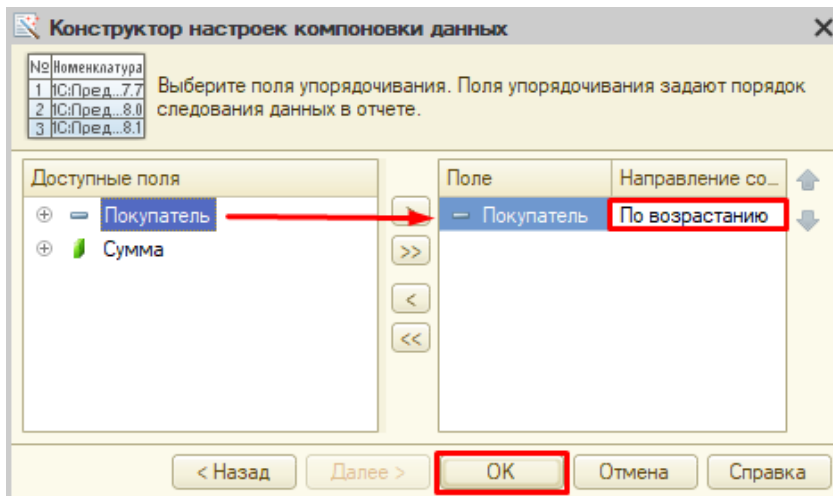 Конструктор настроек компоновки данных
№ Номенклатура
1 1С:Пред...7.7
2 1С:Пред...8.0
3 1С:Пред...8.1
Выберите поля упорядочивания. Поля упорядочивания задают порядок
следования данных в отчете.
Доступные поля
Покупатель
Сумма
>
>>
<
<<
Поле Направление со...
Покупатель По возрастанию
< Назад Далее > OK Отмена Справка